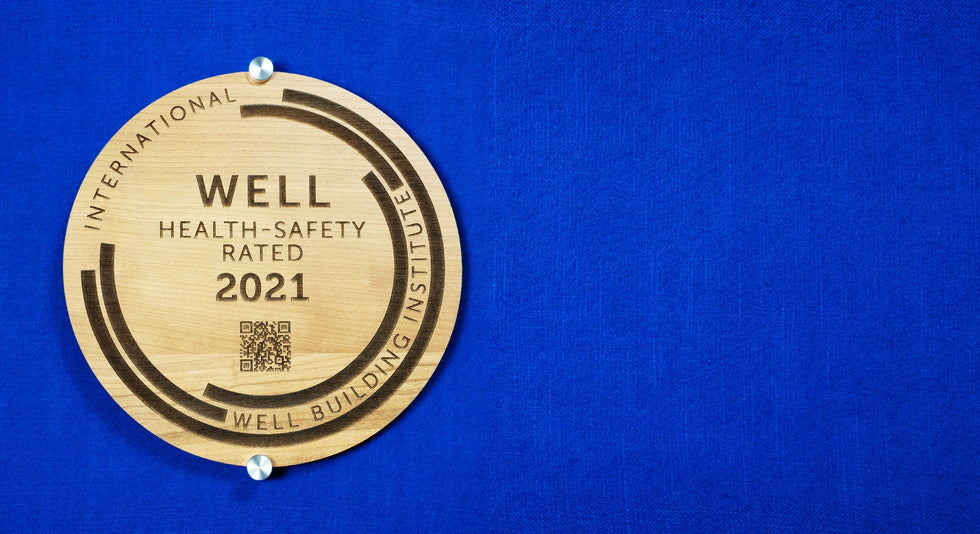 INTERNATIONAL
WELL BUILDING INSTITUTE
WELL
HEALTH-SAFETY
RATED
2021